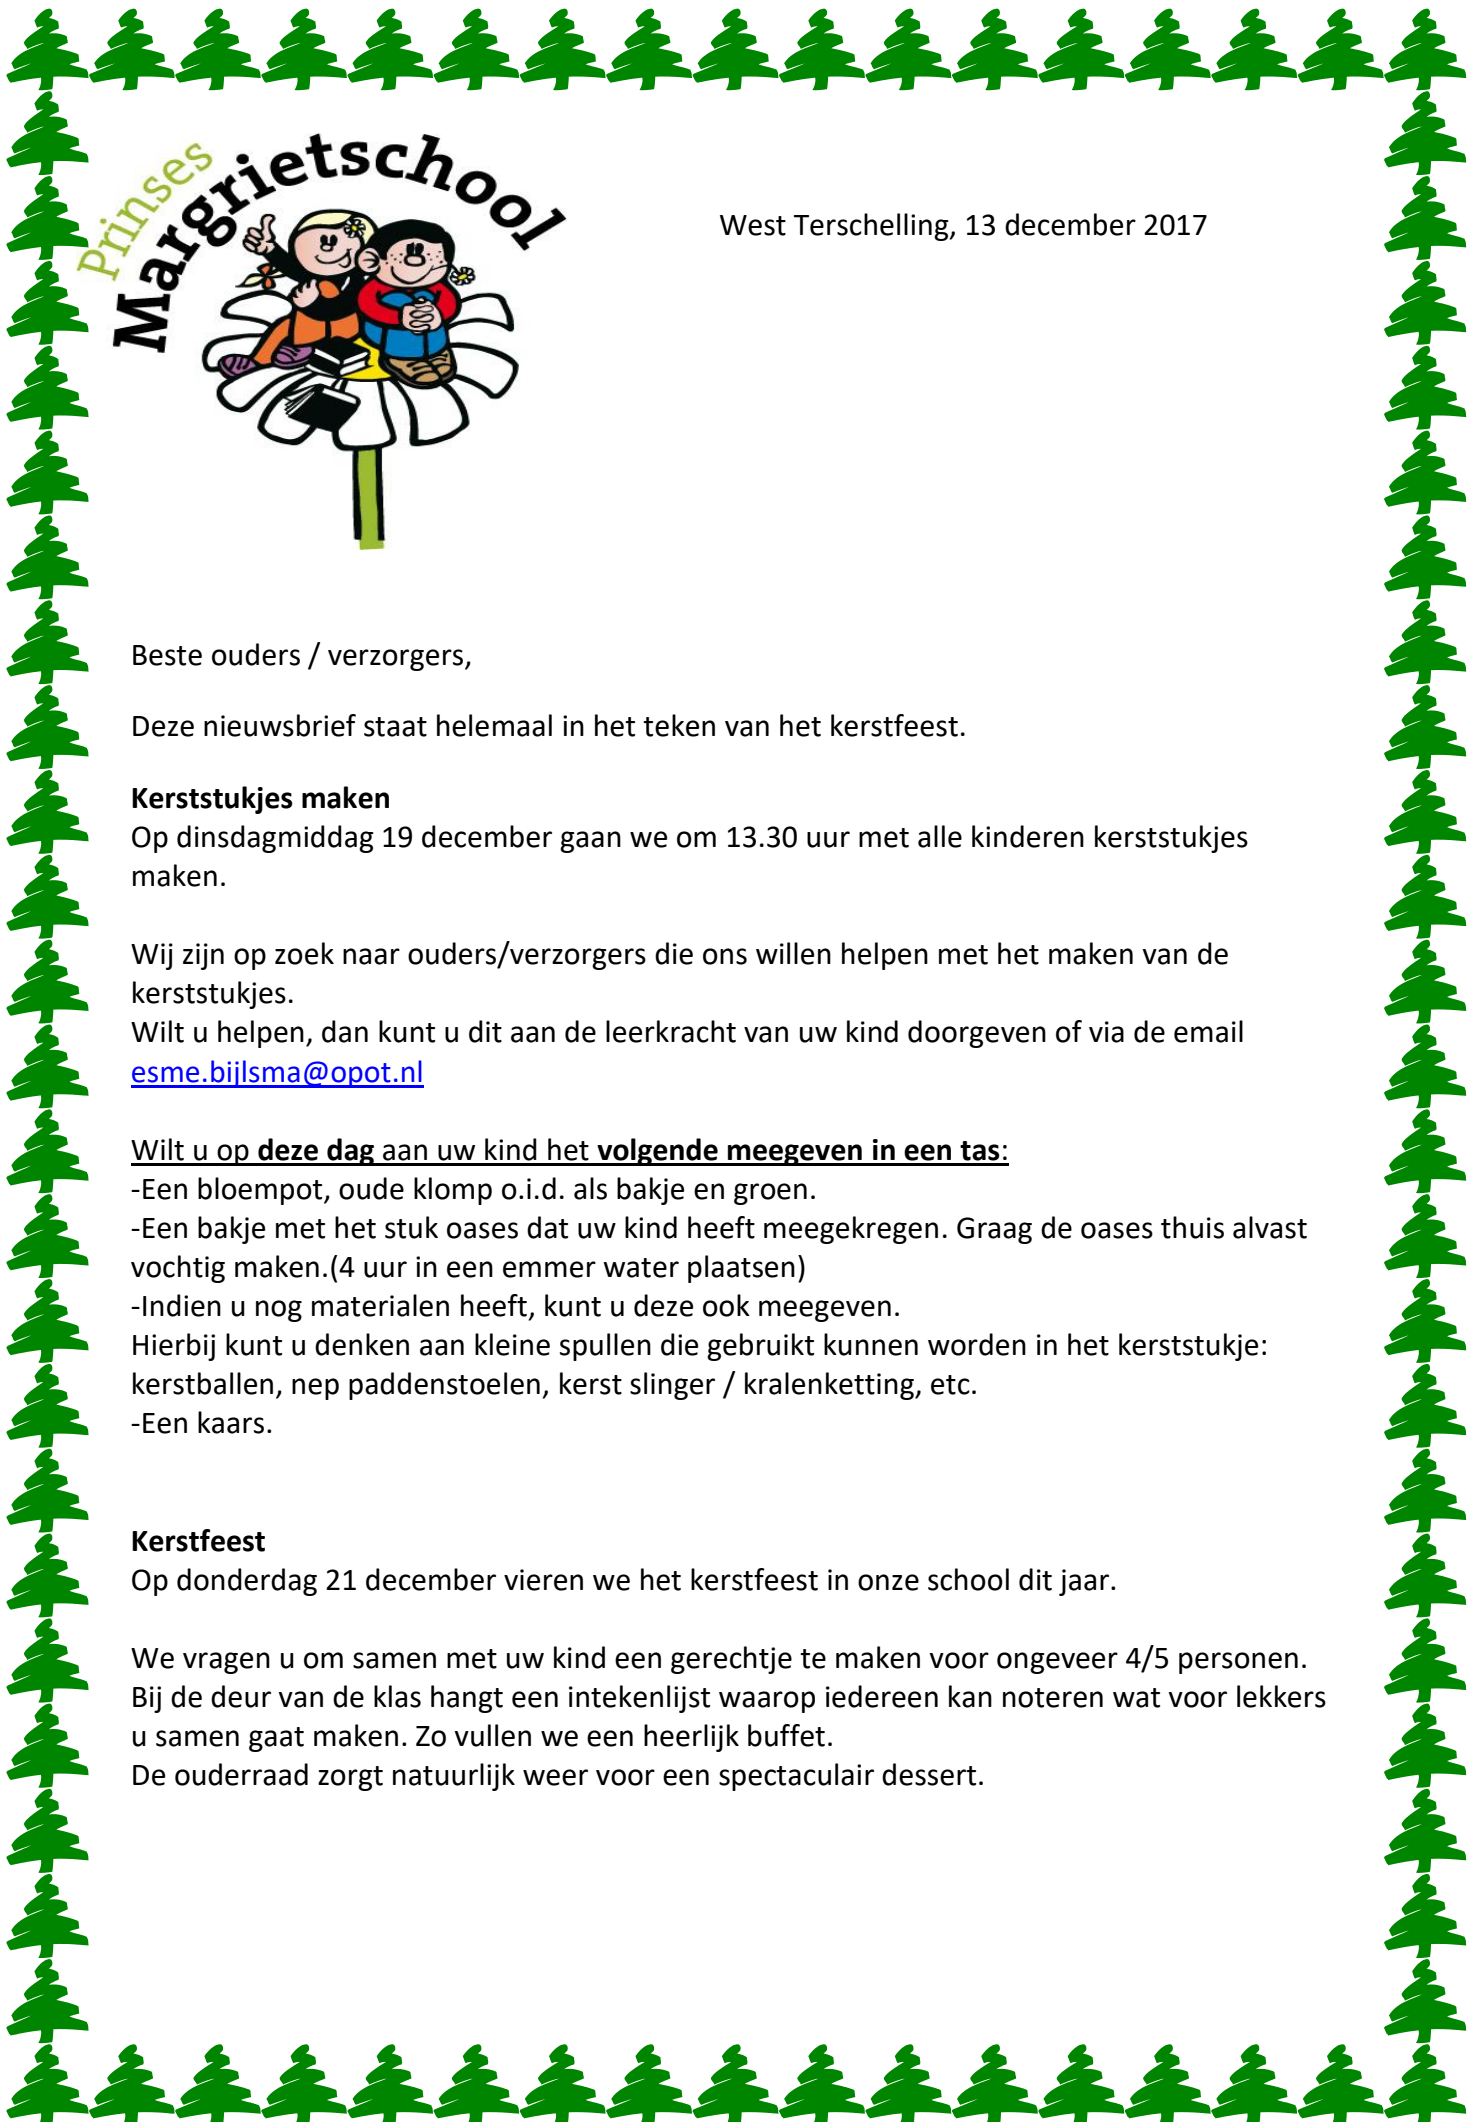 Prinses
Margrietschool
West Terschelling, 13 december 2017
Beste ouders / verzorgers,
Deze nieuwsbrief staat helemaal in het teken van het kerstfeest.
Kerststukjes maken
Op dinsdagmiddag 19 december gaan we om 13.30 uur met alle kinderen kerststukjes
maken.
Wij zijn op zoek naar ouders/verzorgers die ons willen helpen met het maken van de
kerststukjes.
Wilt u helpen, dan kunt u dit aan de leerkracht van uw kind doorgeven of via de email
esme.bijlsma@opot.nl
Wilt u op deze dag aan uw kind het volgende meegeven in een tas:
-Een bloempot, oude klomp o.i.d. als bakje en groen.
-Een bakje met het stuk oases dat uw kind heeft meegekregen. Graag de oases thuis alvast
vochtig maken.(4 uur in een emmer water plaatsen)
-Indien u nog materialen heeft, kunt u deze ook meegeven.
Hierbij kunt u denken aan kleine spullen die gebruikt kunnen worden in het kerststukje:
kerstballen, nep paddenstoelen, kerst slinger / kralenketting, etc.
-Een kaars.
Kerstfeest
Op donderdag 21 december vieren we het kerstfeest in onze school dit jaar.
We vragen u om samen met uw kind een gerechtje te maken voor ongeveer 4/5 personen.
Bij de deur van de klas hangt een intekenlijst waarop iedereen kan noteren wat voor lekkers
u samen gaat maken. Zo vullen we een heerlijk buffet.
De ouderraad zorgt natuurlijk weer voor een spectaculair dessert.